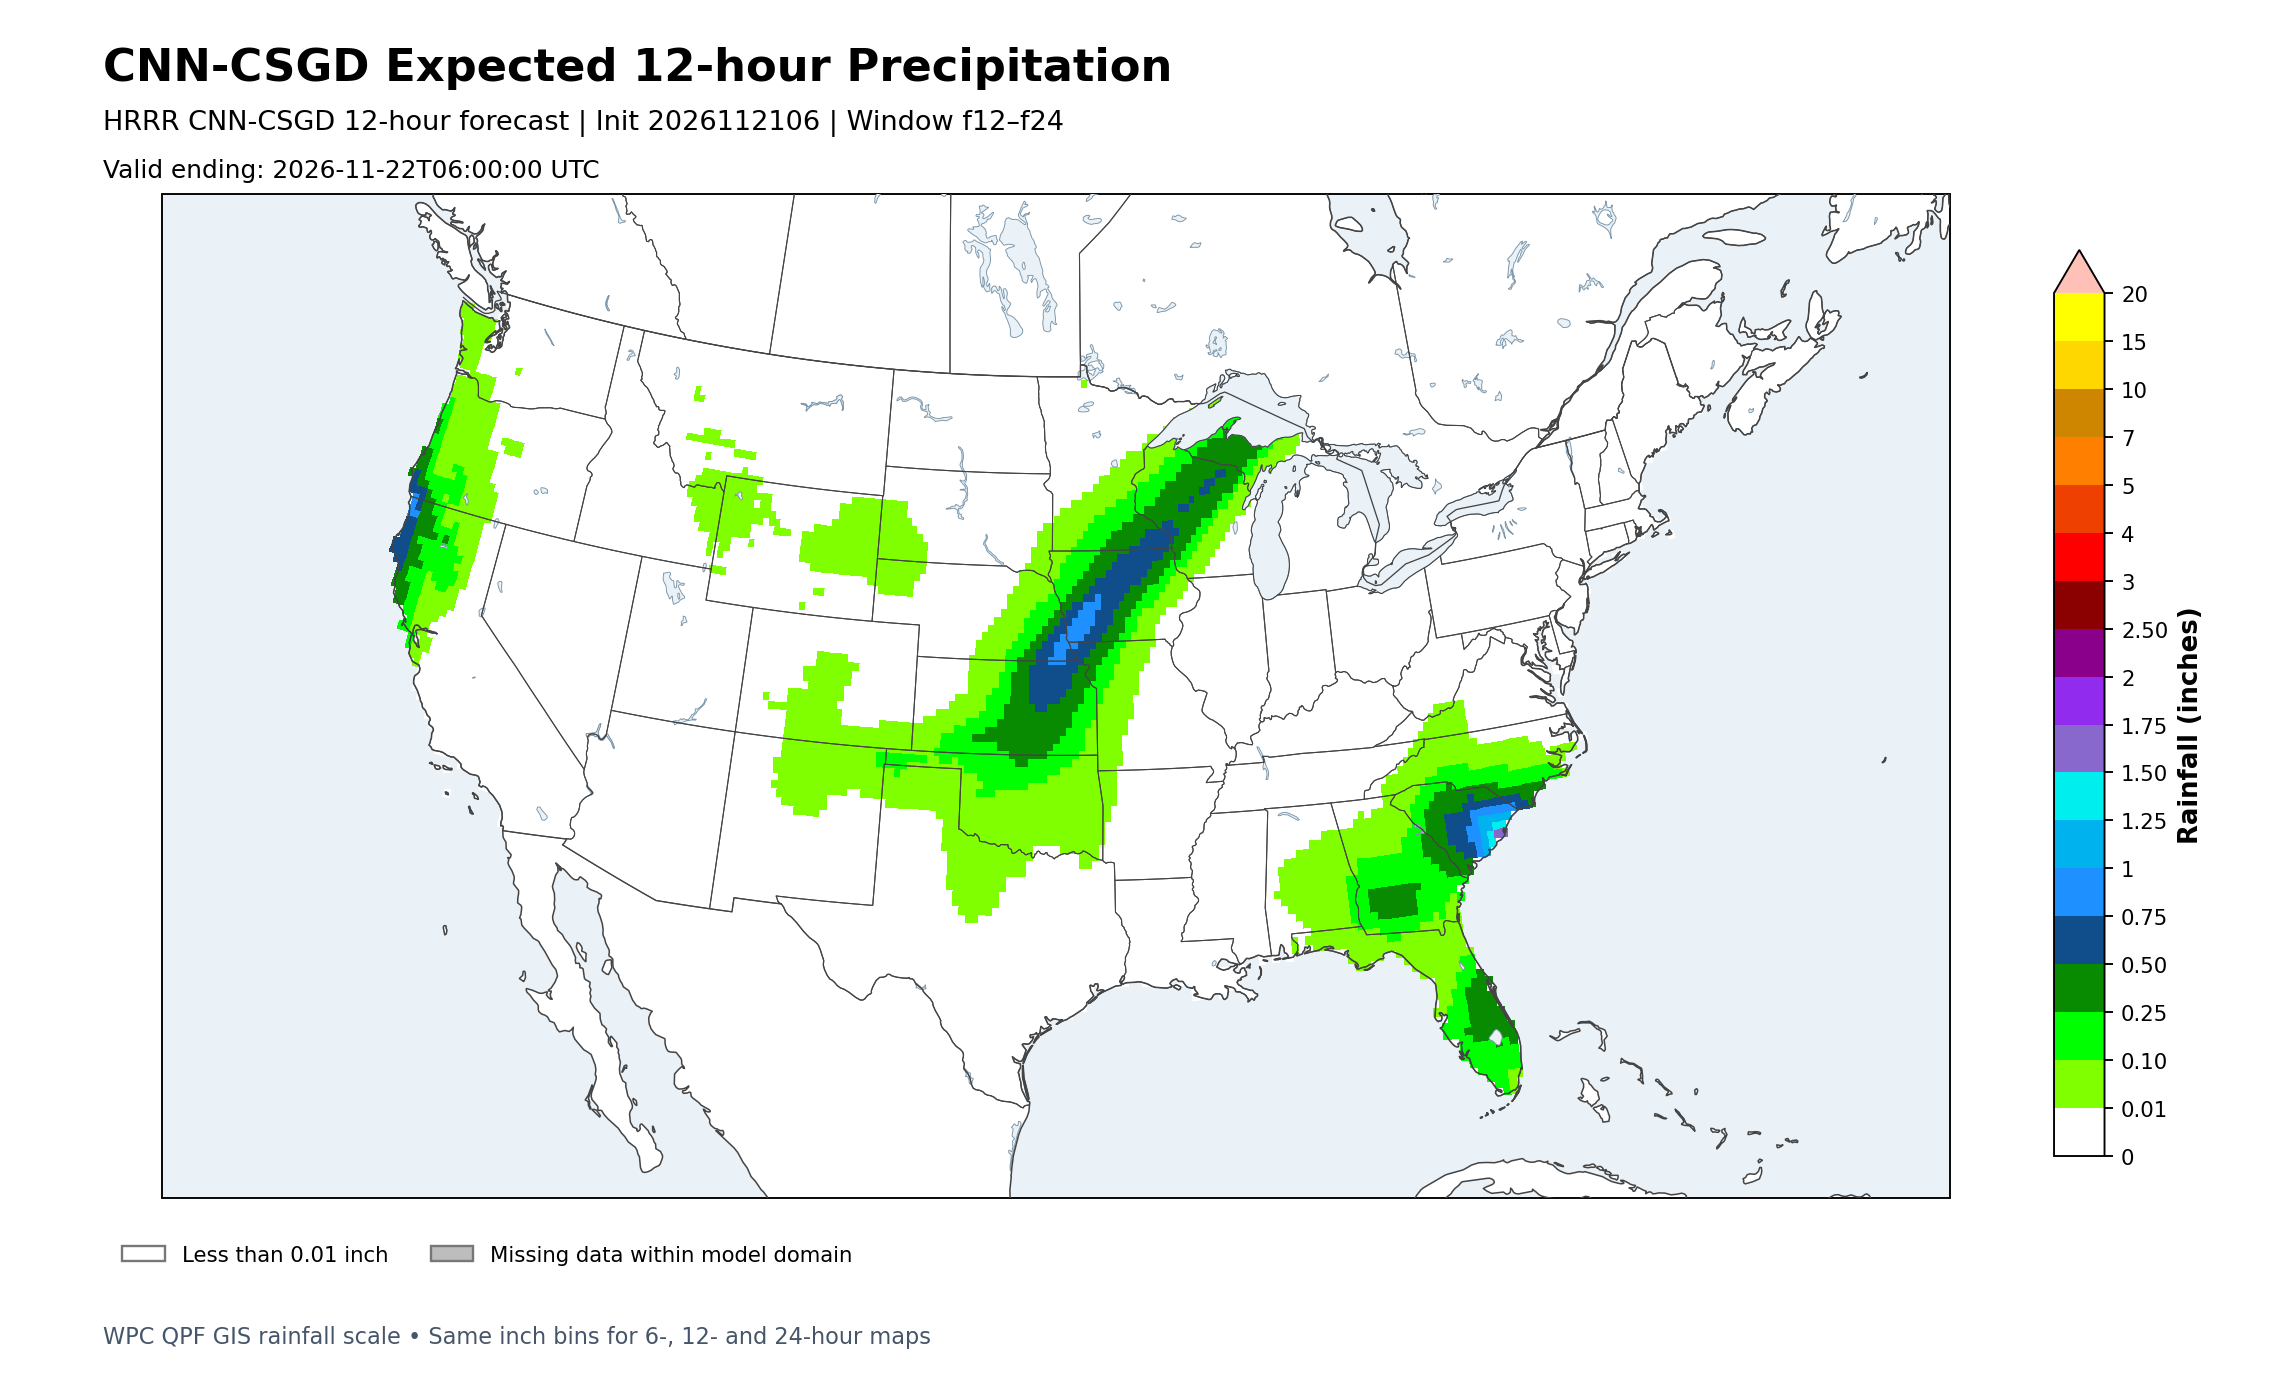 CNN-CSGD Expected 12-hour Precipitation
HRRR CNN-CSGD 12-hour forecast | Init 2026112106 | Window f12–f24
Valid ending: 2026-11-22T06:00:00 UTC
20
15
10
7
5
4
3
2.50
2
1.75
1.50
1.25
1
0.75
0.50
0.25
0.10
0.01
0
Rainfall (inches)
Less than 0.01 inch
Missing data within model domain
WPC QPF GIS rainfall scale • Same inch bins for 6-, 12- and 24-hour maps